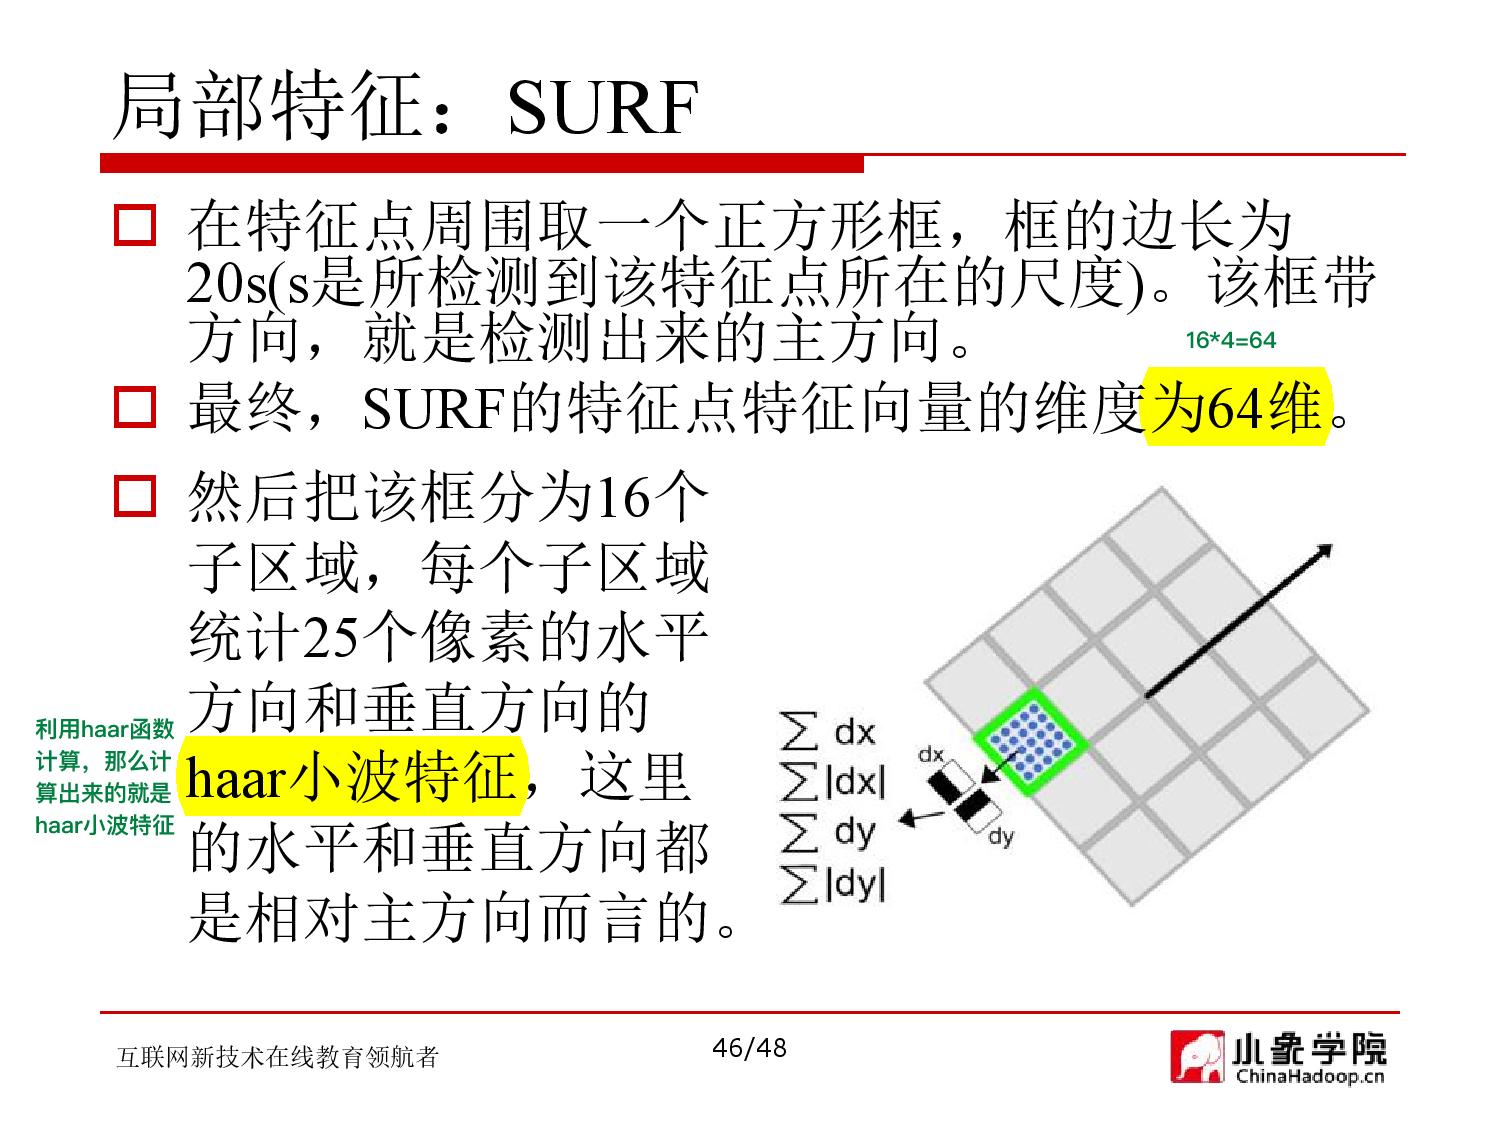 局部特征：SURF
在特征点周围取一个正方形框，框的边长为
20s(s是所检测到该特征点所在的尺度)。该框带
方向，就是检测出来的主方向。
16*4=64
最终，SURF的特征点特征向量的维度为64维。
然后把该框分为16个
子区域，每个子区域
统计25个像素的水平
方向和垂直方向的
haar小波特征，这里
的水平和垂直方向都
是相对主方向而言的。
利用haar函数
计算，那么计
算出来的就是
haar小波特征
∑ dx
∑|dx|
∑ dy
∑|dy|
dx
dy
互联网新技术在线教育领航者
46/48
小象学院
ChinaHadoop.cn